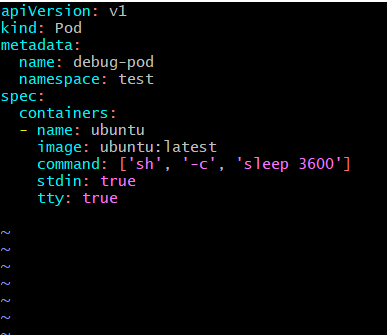 apiVersion: v1
kind: Pod
metadata:
  name: debug-pod
  namespace: test
spec:
  containers:
  - name: ubuntu
    image: ubuntu:latest
    command: ['sh', '-c', 'sleep 3600']
    stdin: true
    tty: true
~
~
~
~
~
~
~